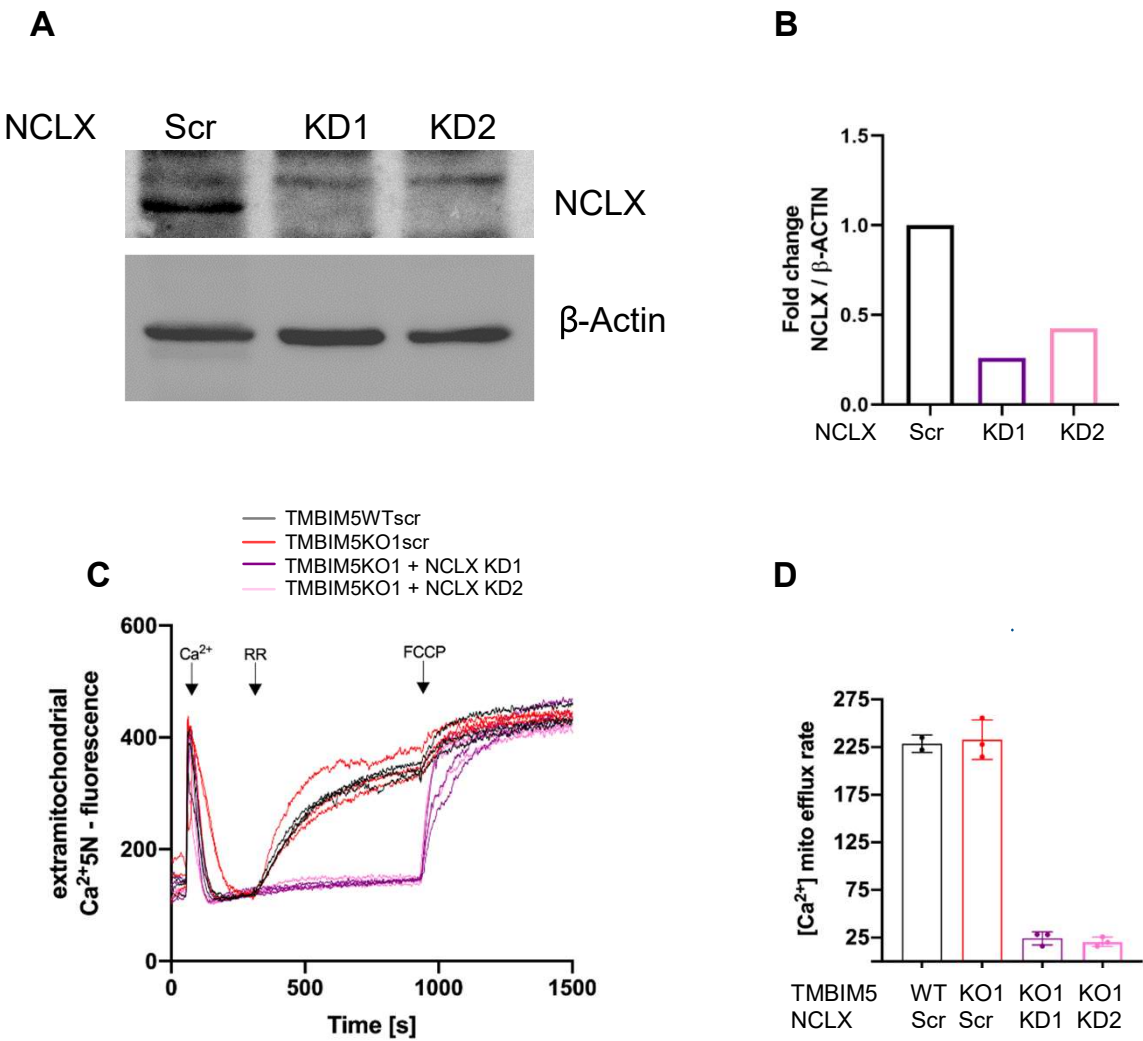 A
NCLX Scr KD1 KD2
NCLX
β-Actin
B
1.5
1.0
0.5
0.0
Fold change
NCLX / β-ACTIN
NCLX Scr KD1 KD2
C
TMBIM5WTscr
TMBIM5KO1scr
TMBIM5KO1 + NCLX KD1
TMBIM5KO1 + NCLX KD2
600
400
200
0
extramitochondrial
Ca²⁺5N - fluorescence
Ca²⁺ RR FCCP
0 500 1000 1500
Time [s]
D
275
225
175
125
75
25
[Ca²⁺] mito efflux rate
TMBIM5 WT KO1 KO1 KO1
NCLX Scr Scr KD1 KD2